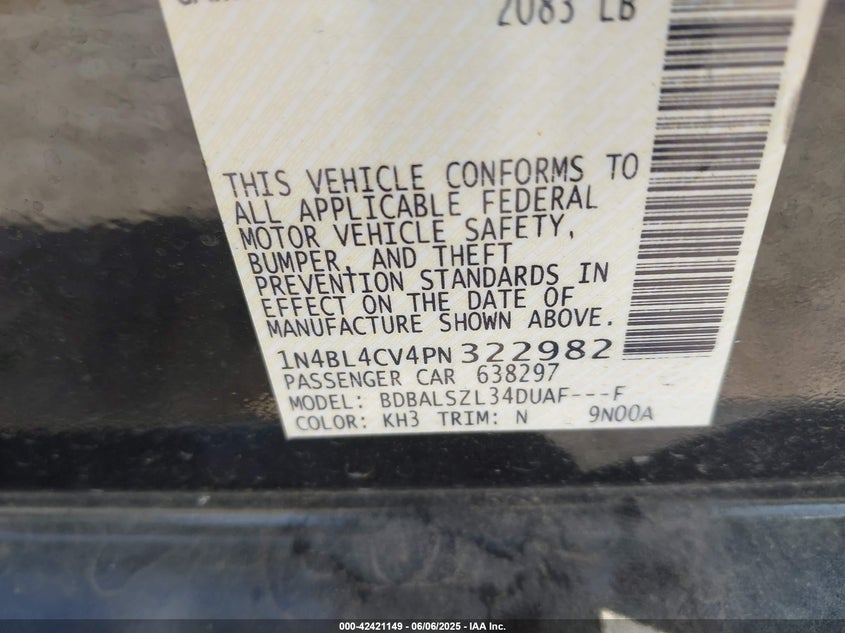 2083 LB
THIS VEHICLE CONFORMS TO
ALL APPLICABLE FEDERAL
MOTOR VEHICLE SAFETY,
BUMPER, AND THEFT
PREVENTION STANDARDS IN
EFFECT ON THE DATE OF
MANUFACTURE SHOWN ABOVE.
1N4BL4CV4PN322982
PASSENGER CAR 638297
MODEL: BDBALSZL34DUAF---F
COLOR: KH3 TRIM: N 9N00A
000-42421149 - 06/06/2025 - IAA Inc.